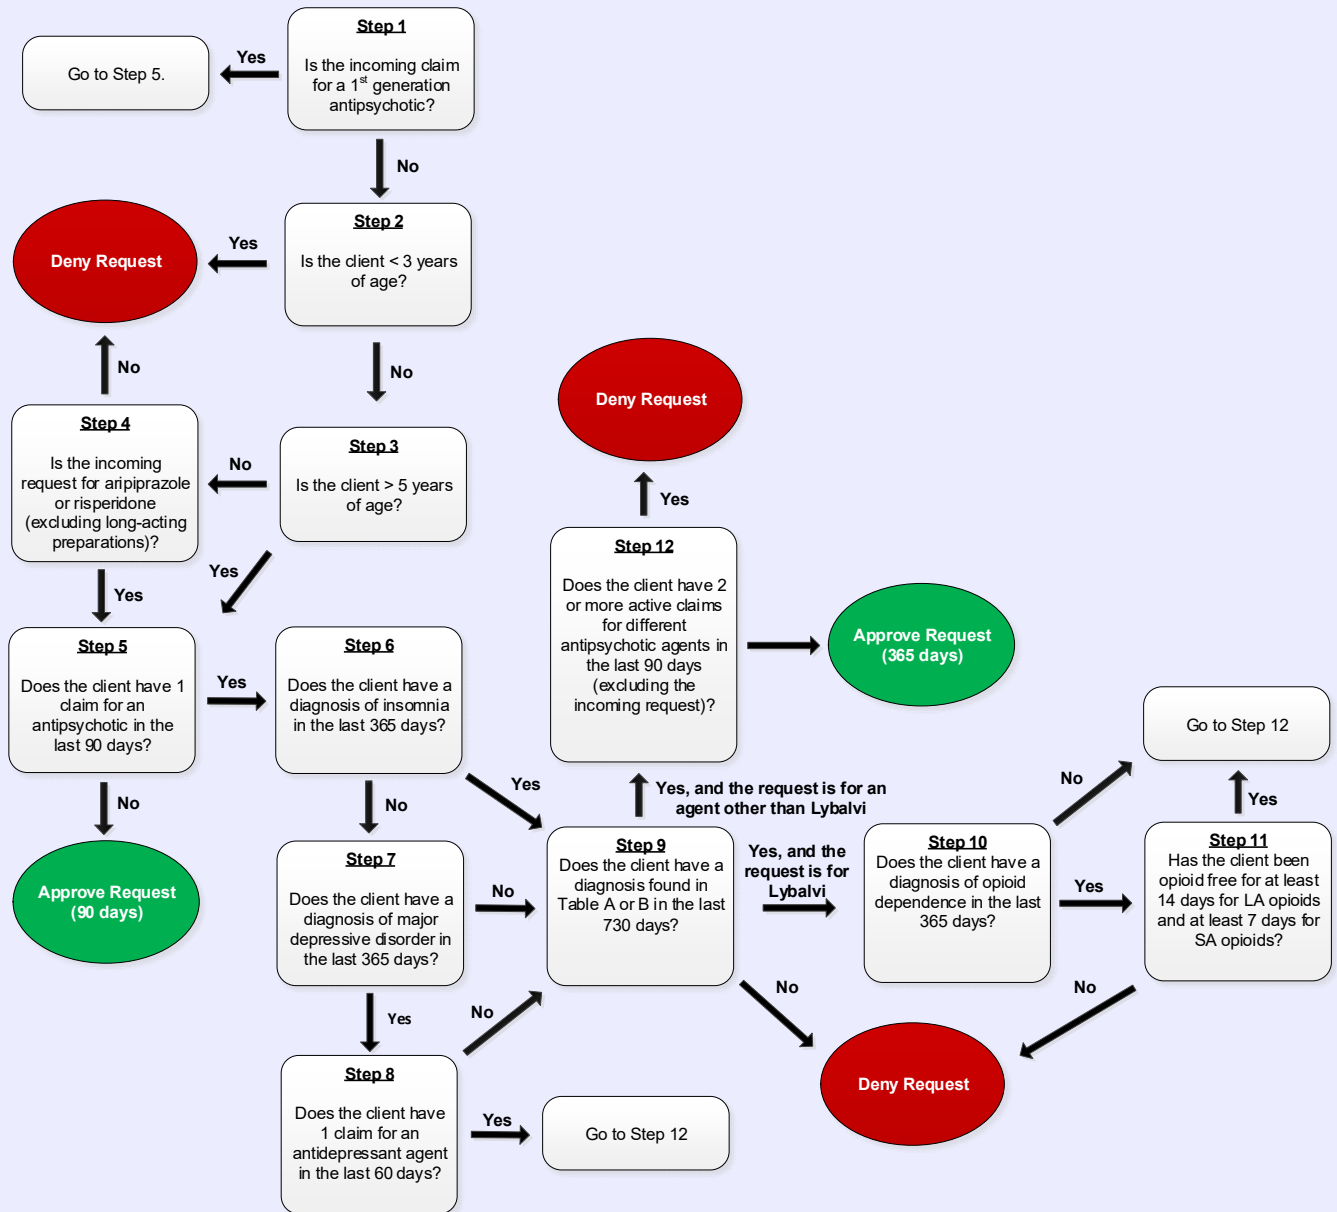 Step 1
Is the incoming claim
for a 1st generation
antipsychotic?
Yes
Go to Step 5.
No
Step 2
Is the client < 3 years
of age?
Yes
Deny Request
No
No
Step 3
Is the client > 5 years
of age?
No
Yes
Step 4
Is the incoming
request for aripiprazole
or risperidone
(excluding long-acting
preparations)?
Yes
Step 5
Does the client have 1
claim for an
antipsychotic in the
last 90 days?
Yes
No
Approve Request
(90 days)
Step 6
Does the client have a
diagnosis of insomnia
in the last 365 days?
Yes
No
Step 7
Does the client have a
diagnosis of major
depressive disorder in
the last 365 days?
No
Yes
Step 8
Does the client have
1 claim for an
antidepressant agent
in the last 60 days?
No
Yes
Go to Step 12
Deny Request
Yes
Step 12
Does the client have 2
or more active claims
for different
antipsychotic agents in
the last 90 days
(excluding the
incoming request)?
Approve Request
(365 days)
Yes, and the request is for an
agent other than Lybalvi
Step 9
Does the client have a
diagnosis found in
Table A or B in the last
730 days?
Yes, and the
request is for
Lybalvi
No
Step 10
Does the client have a
diagnosis of opioid
dependence in the last
365 days?
No
Yes
Go to Step 12
Yes
Step 11
Has the client been
opioid free for at least
14 days for LA opioids
and at least 7 days for
SA opioids?
No
Deny Request